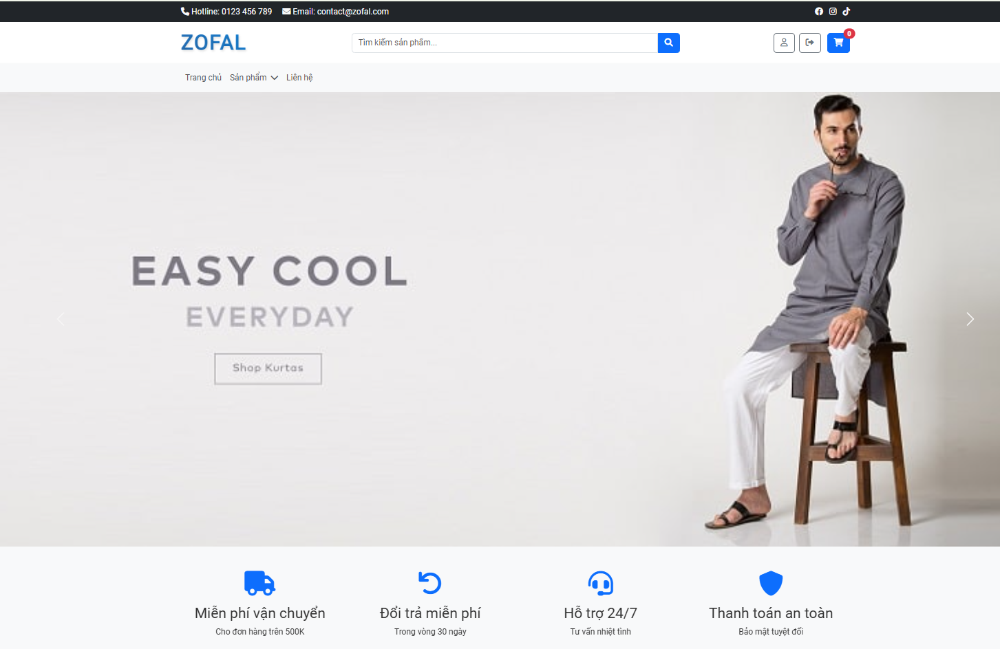 Hotline: 0123 456 789 Email: contact@zofal.com
ZOFAL
Tìm kiếm sản phẩm...
0
Trang chủ Sản phẩm Liên hệ
EASY COOL
EVERYDAY
Shop Kurtas
Miễn phí vận chuyển
Cho đơn hàng trên 500K
Đổi trả miễn phí
Trong vòng 30 ngày
Hỗ trợ 24/7
Tư vấn nhiệt tình
Thanh toán an toàn
Bảo mật tuyệt đối